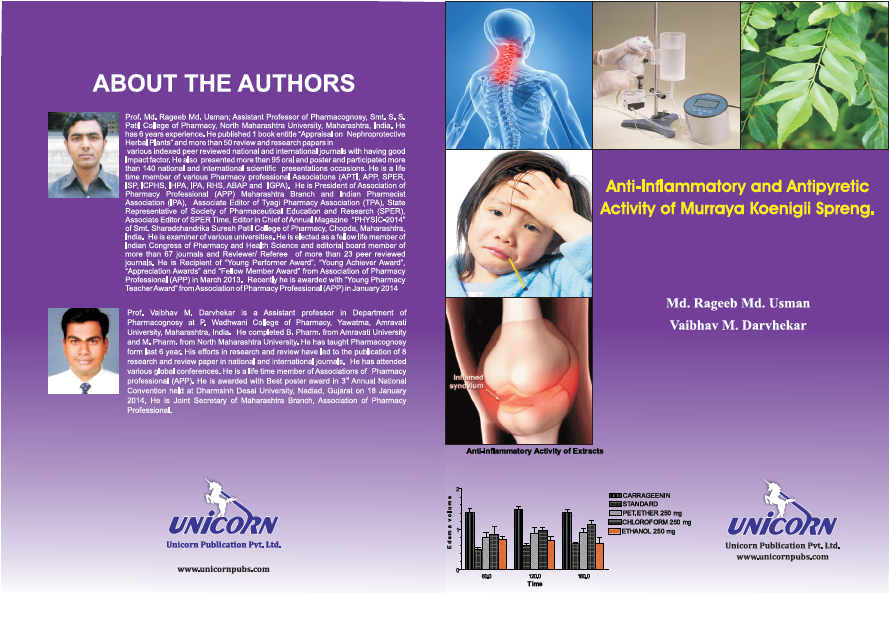 ABOUT THE AUTHORS
Prof. Md. Rageeb Md. Usman; Assistant Professor of Pharmacognosy, Smt. S. S.
Patil College of Pharmacy, North Maharashtra University, Maharashtra, India. He
has 6 years experience. He published 1 book entitle "Appraisal on Nephroprotective
Herbal Plants" and more than 50 review and research papers in
various indexed peer reviewed national and international journals with having good
impact factor. He also presented more than 95 oral and poster and participated more
than 140 national and international scientific presentations occasions. He is a life
time member of various Pharmacy professional Associations (APTI, APP, SPER,
ISP, ICPHS, IHPA, IPA, RHS, ABAP and IGPA). He is President of Association of
Pharmacy Professional (APP) Maharashtra Branch and Indian Pharmacist
Association (IPA), Associate Editor of Tyagi Pharmacy Association (TPA), State
Representative of Society of Pharmaceutical Education and Research (SPER),
Associate Editor of SPER Time, Editor in Chief of Annual Magazine "PHYSIC-2014"
of Smt. Sharadchandrika Suresh Patil College of Pharmacy, Chopda, Maharashtra,
India. He is examiner of various universities. He is elected as a fellow life member of
Indian Congress of Pharmacy and Health Science and editorial board member of
more than 67 journals and Reviewer/ Referee of more than 23 peer reviewed
journals. He is Recipient of "Young Performer Award", "Young Achiever Award",
"Appreciation Awards" and "Fellow Member Award" from Association of Pharmacy
Professional (APP) in March 2013. Recently he is awarded with "Young Pharmacy
Teacher Award" from Association of Pharmacy Professional (APP) in January 2014
Prof. Vaibhav M. Darvhekar is a Assistant professor in Department of
Pharmacognosy at P. Wadhwani College of Pharmacy, Yawatma, Amravati
University, Maharashtra, India. He completed B. Pharm. from Amravati University
and M. Pharm. from North Maharashtra University. He has taught Pharmacognosy
form last 6 year. His efforts in research and review have led to the publication of 8
research and review paper in national and international journals. He has attended
various global conferences. He is a life time member of Associations of Pharmacy
professional (APP). He is awarded with Best poster award in 3rd Annual National
Convention held at Dharmsinh Desai University, Nadiad, Gujarat on 18 January
2014, He is Joint Secretary of Maharashtra Branch, Association of Pharmacy
Professional.
UNICORN
Unicorn Publication Pvt. Ltd.
www.unicornpubs.com
Anti-Inflammatory and Antipyretic
Activity of Murraya Koenigii Spreng.
Md. Rageeb Md. Usman
Vaibhav M. Darvhekar
Inflamed
synovium
Anti-Inflammatory Activity of Extracts
Edema volume
2
1
0
60.0 120.0 180.0
Time
CARRAGEENIN
STANDARD
PET.ETHER 250 mg
CHLOROFORM 250 mg
ETHANOL 250 mg
UNICORN
Unicorn Publication Pvt. Ltd.
www.unicornpubs.com